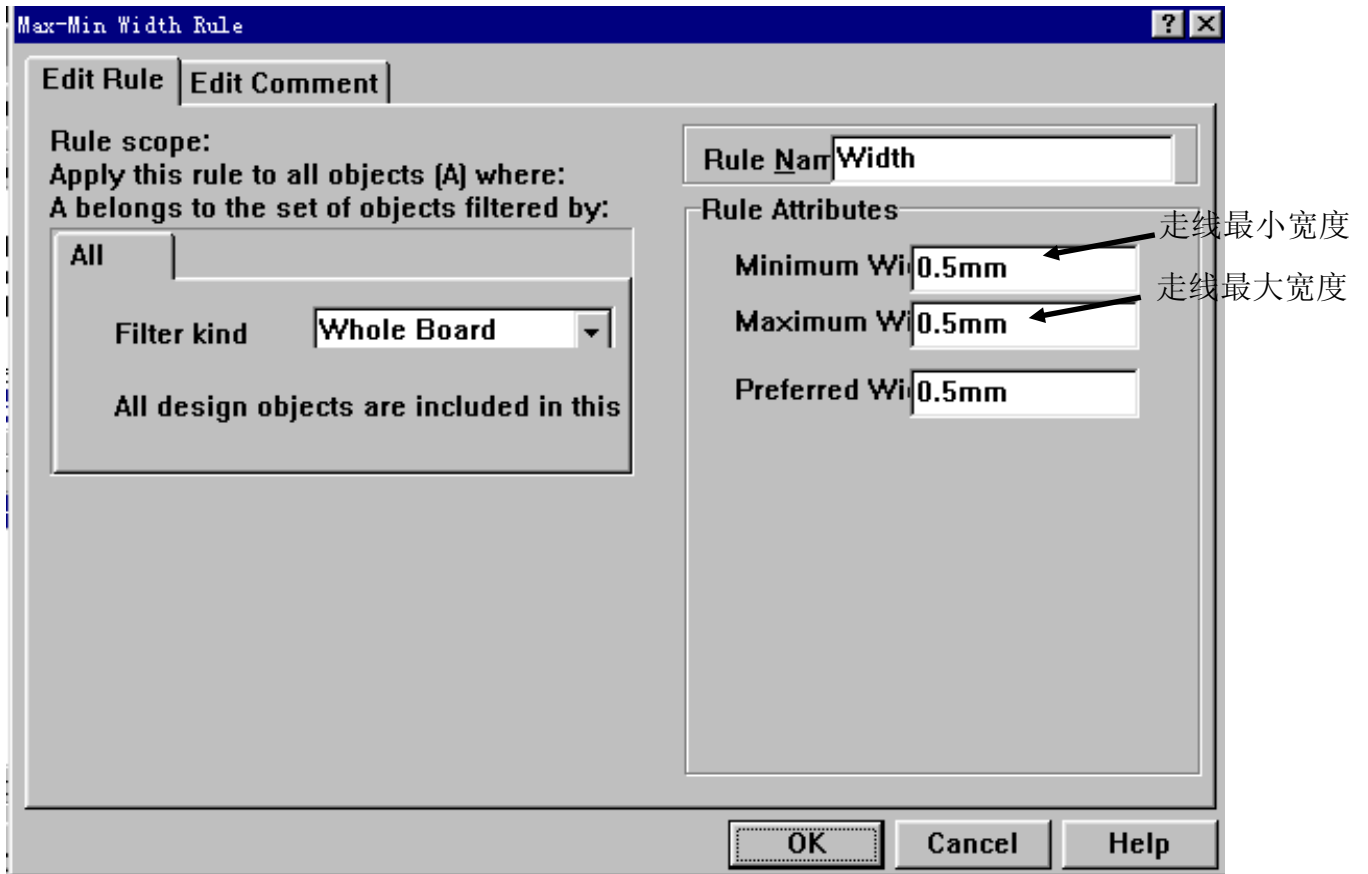 Max-Min Width Rule
Edit Rule
Edit Comment
Rule scope:
Apply this rule to all objects (A) where:
A belongs to the set of objects filtered by:
All
Filter kind
Whole Board
All design objects are included in this
Rule Nam
Width
Rule Attributes
Minimum Wi
0.5mm
走线最小宽度
Maximum Wi
0.5mm
走线最大宽度
Preferred Wi
0.5mm
OK
Cancel
Help